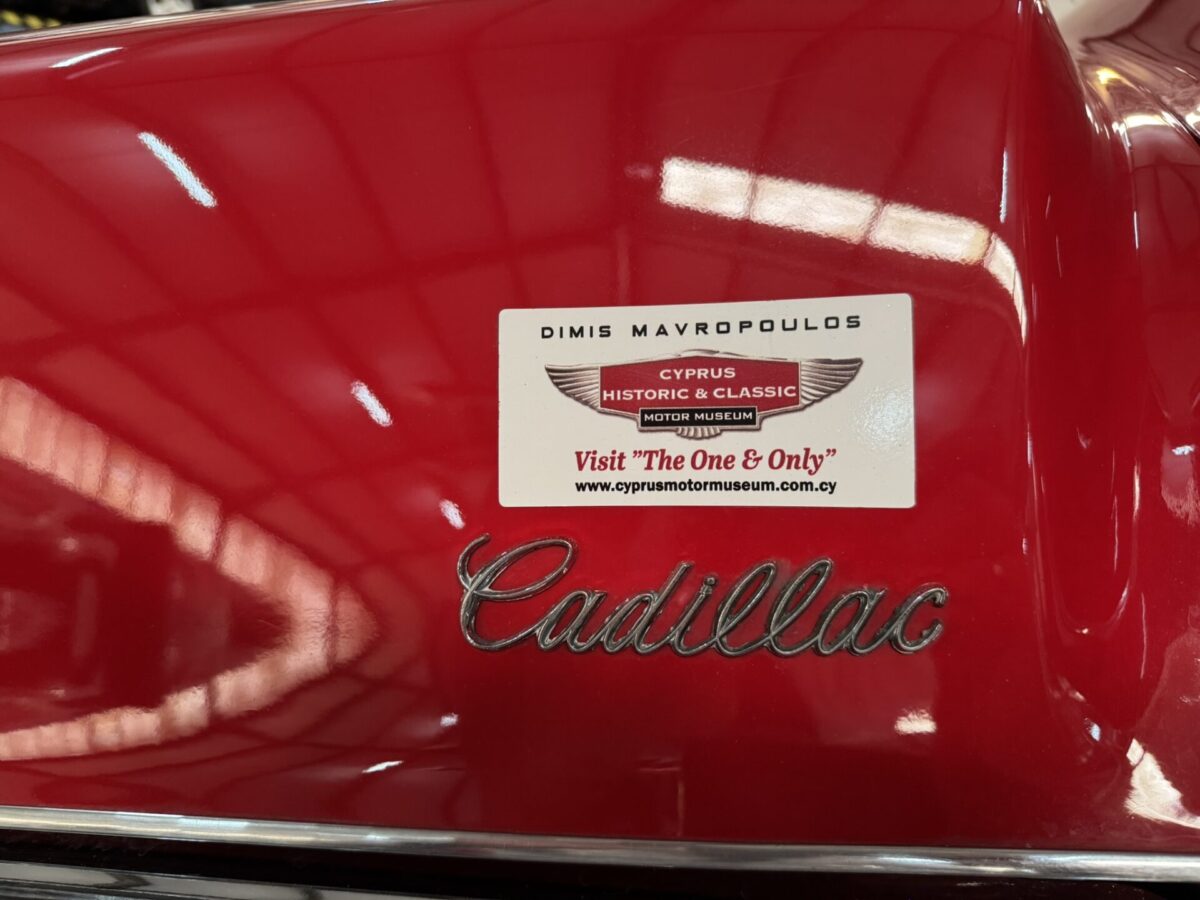 DIMIS MAVROPOULOS
CYPRUS
HISTORIC & CLASSIC
MOTOR MUSEUM
Visit "The One & Only"
www.cyprusmotormuseum.com.cy
Cadillac